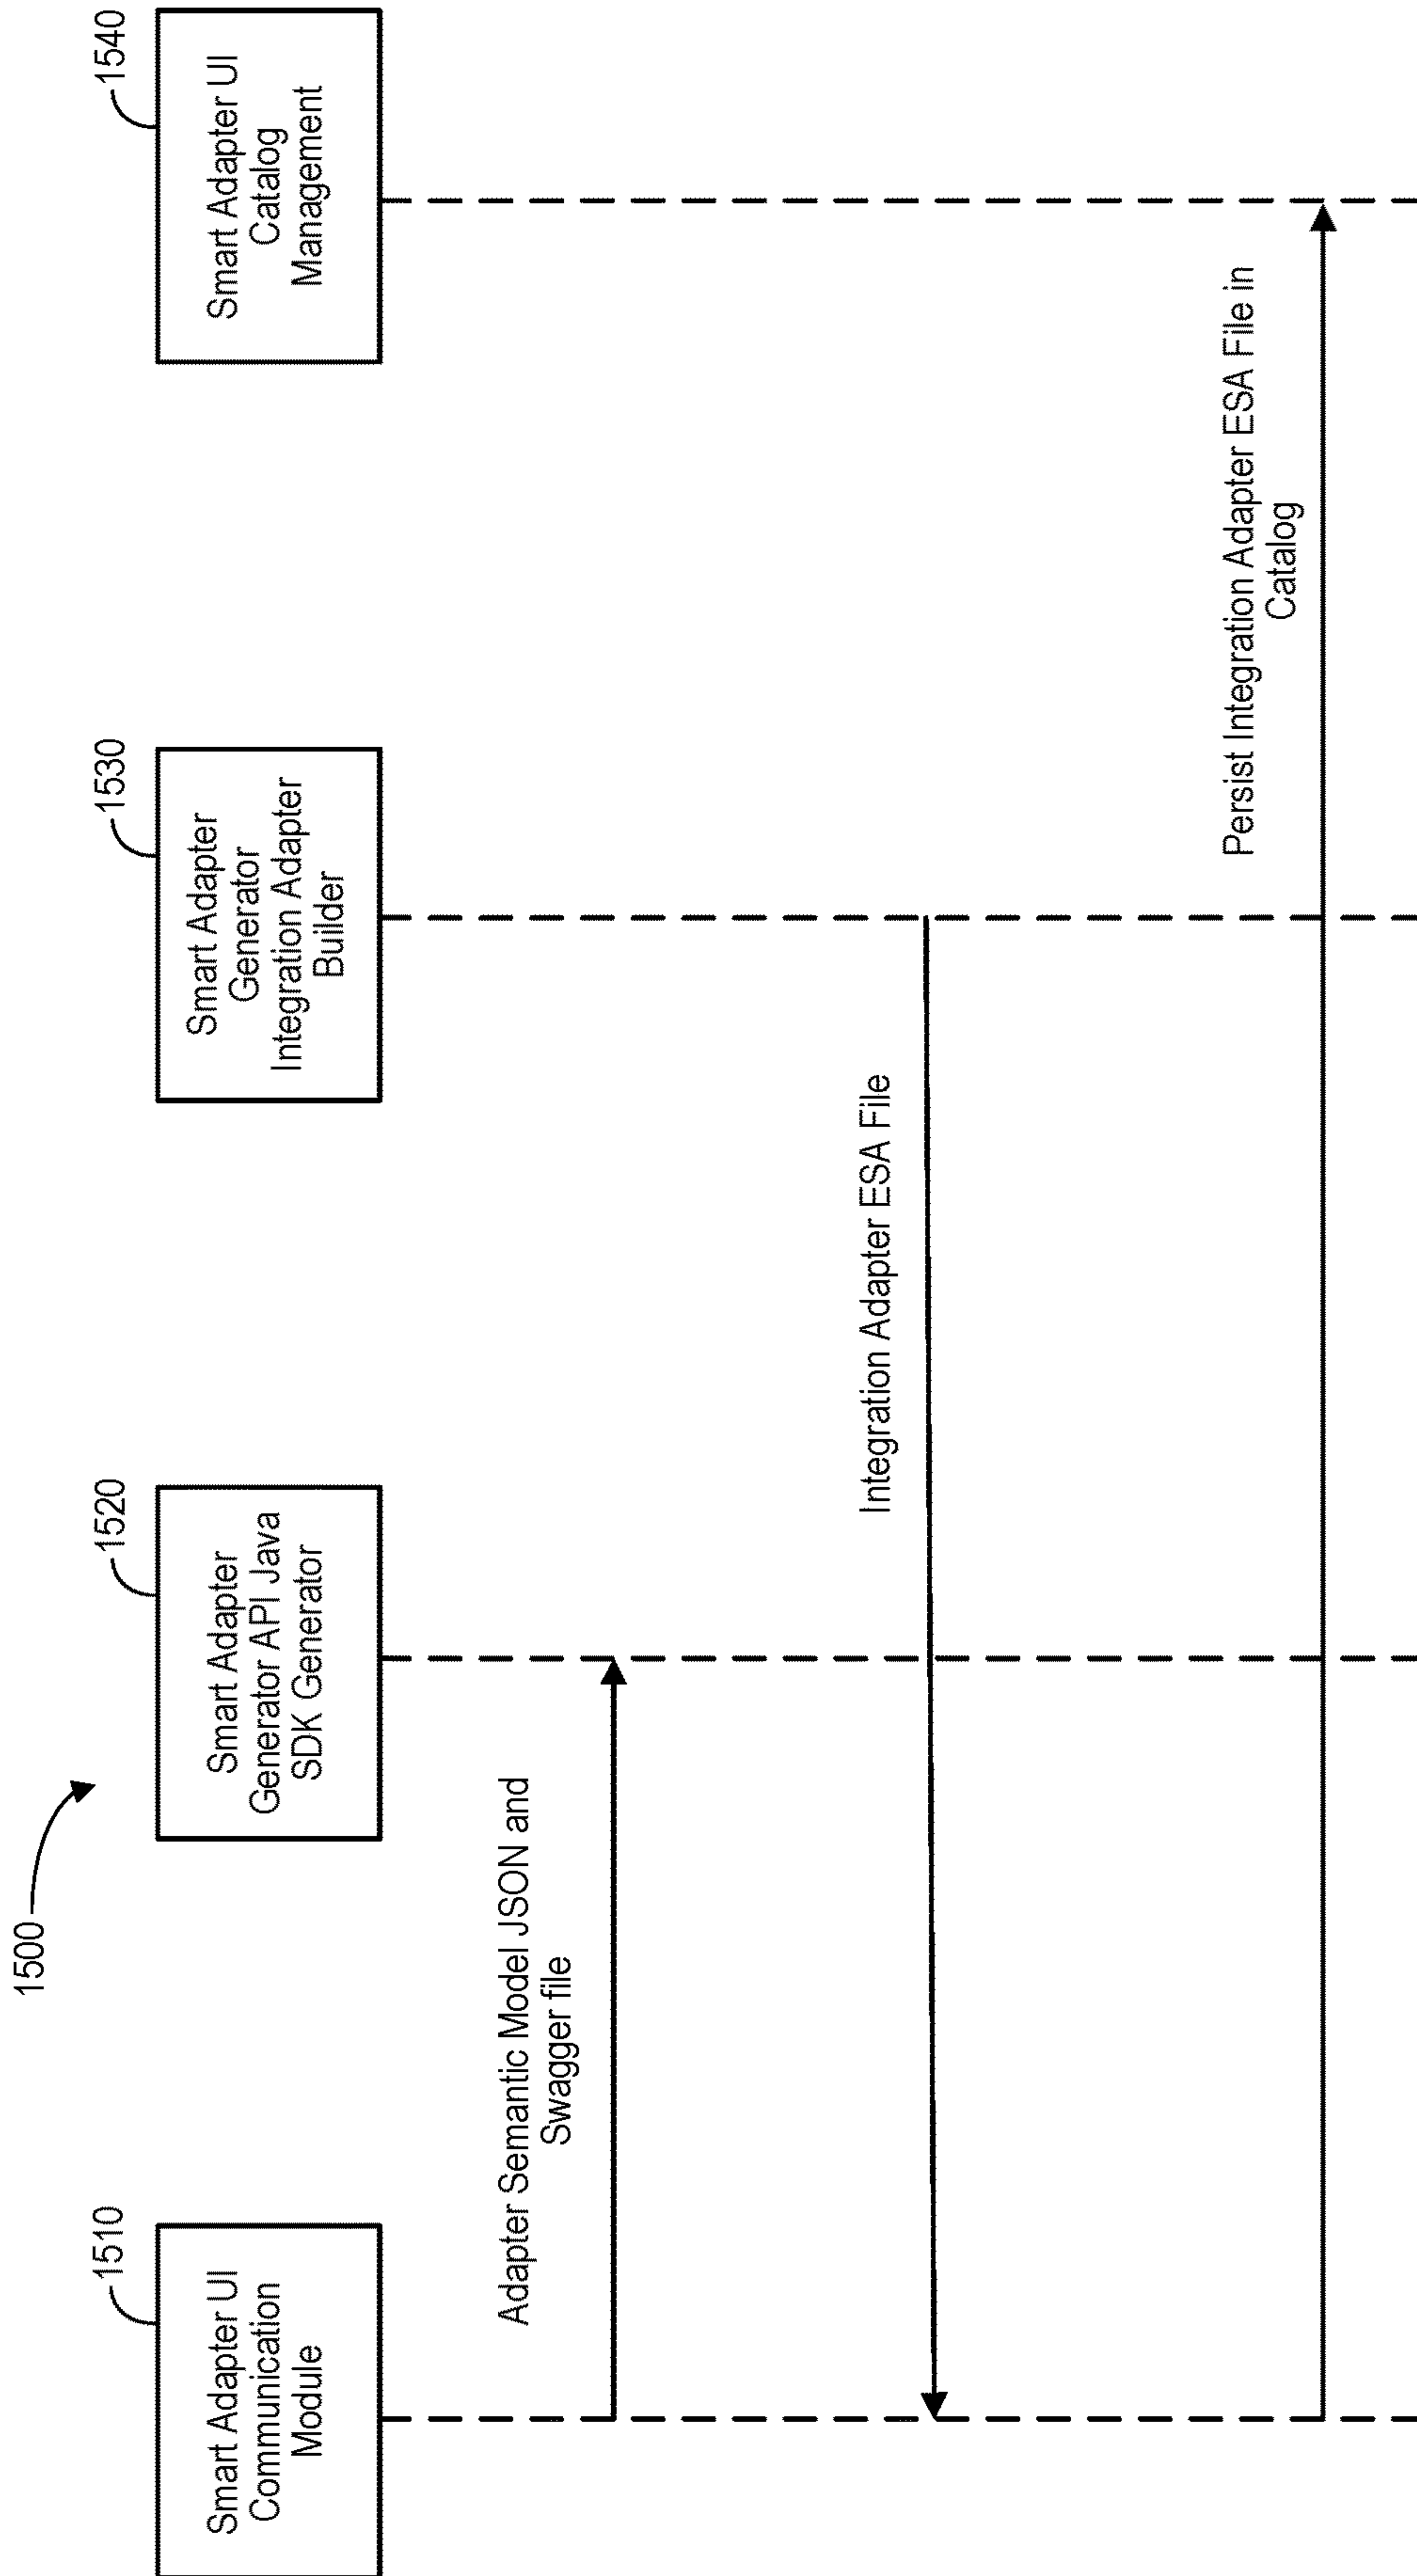 1500
1510
Smart Adapter UI
Communication
Module
1520
Smart Adapter
Generator API Java
SDK Generator
1530
Smart Adapter
Generator
Integration Adapter
Builder
1540
Smart Adapter UI
Catalog
Management
Adapter Semantic Model JSON and
Swagger file
Integration Adapter ESA File
Persist Integration Adapter ESA File in
Catalog